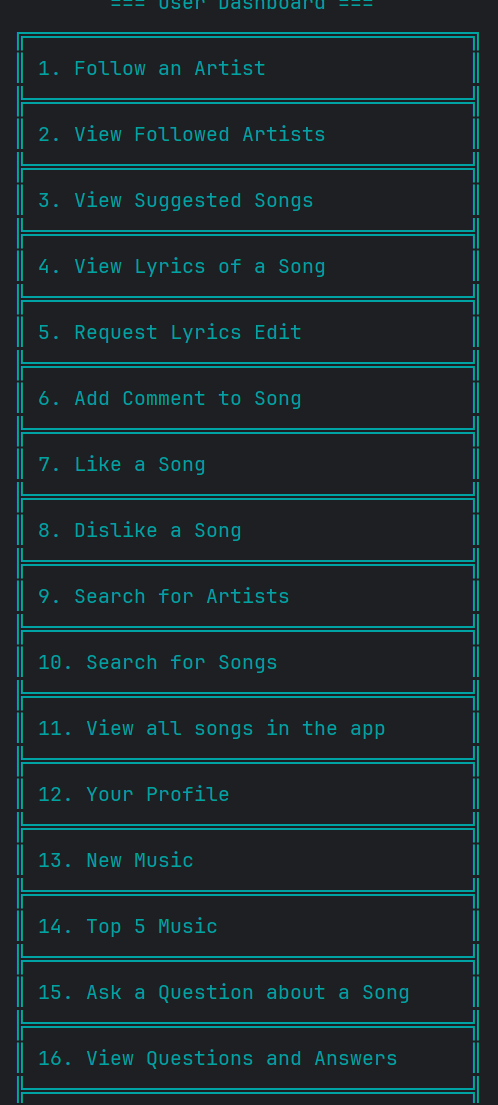 === User Dashboard ===
1. Follow an Artist
2. View Followed Artists
3. View Suggested Songs
4. View Lyrics of a Song
5. Request Lyrics Edit
6. Add Comment to Song
7. Like a Song
8. Dislike a Song
9. Search for Artists
10. Search for Songs
11. View all songs in the app
12. Your Profile
13. New Music
14. Top 5 Music
15. Ask a Question about a Song
16. View Questions and Answers